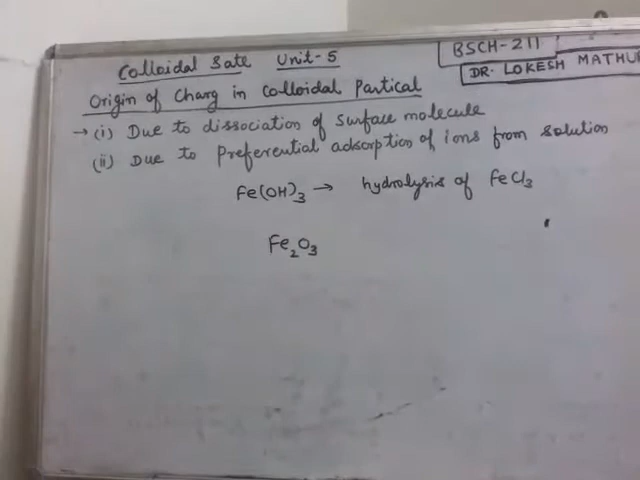 BSCH-211
DR. LOKESH MATHUR
Colloidal Sate Unit-5
Origin of Charg in Colloidal Partical
→ (i) Due to dissociation of surface molecule
(ii) Due to Preferential adsorption of ions from solution
Fe(OH)₃ → hydrolysis of FeCl₃
Fe₂O₃